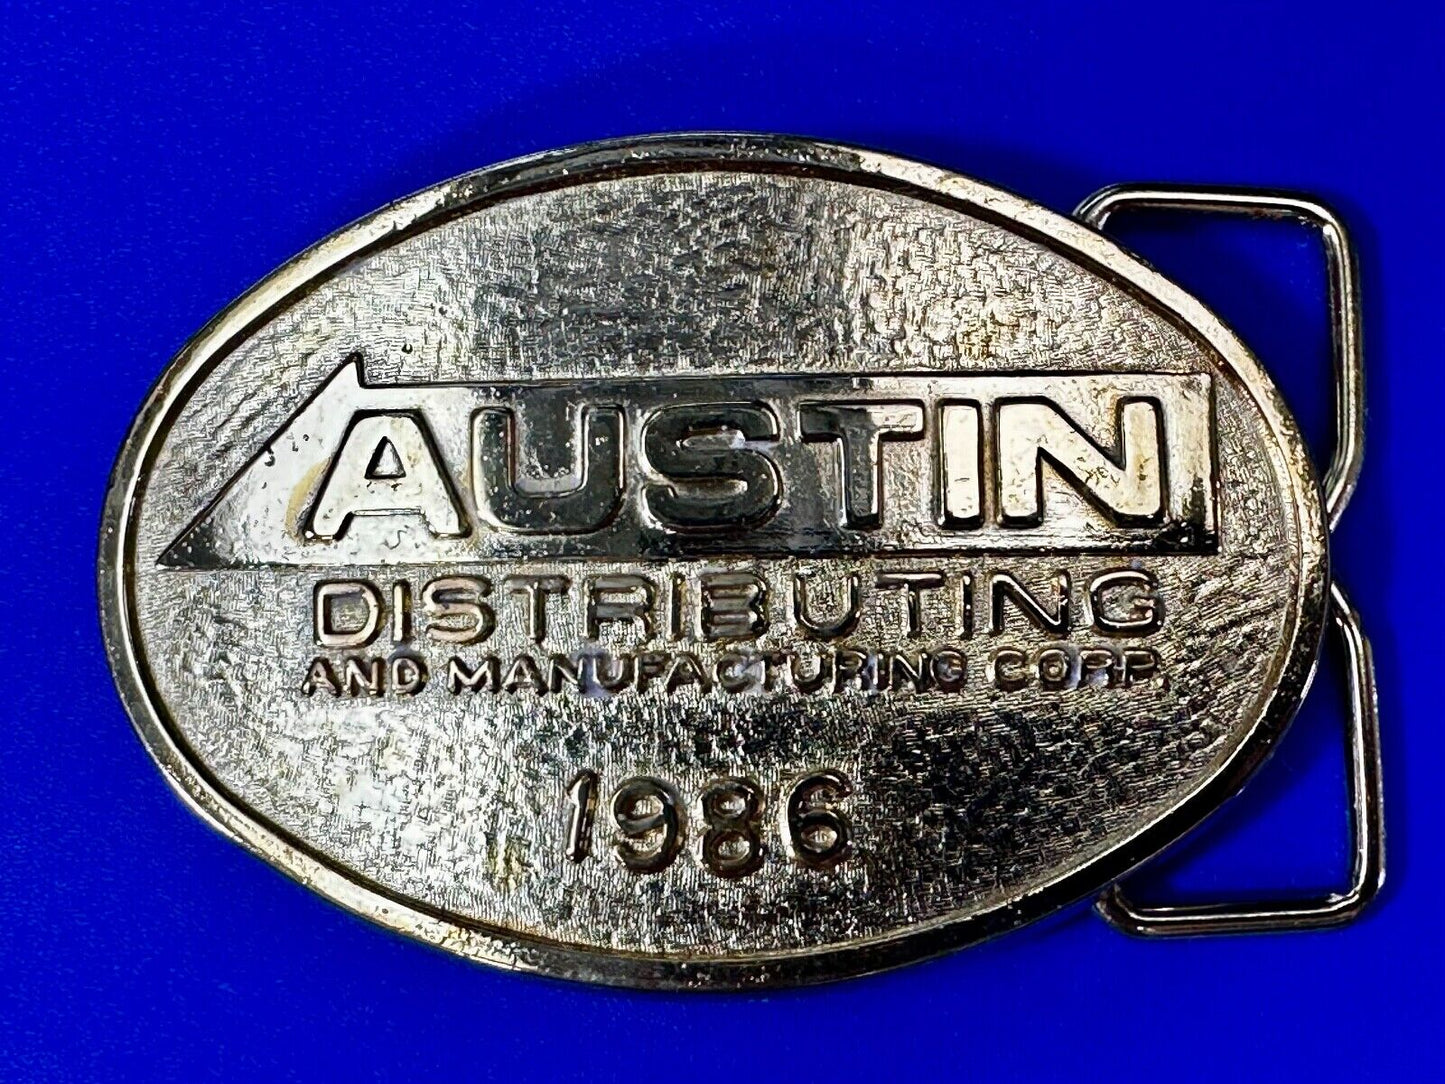 AUSTIN
DISTRIBUTING
AND MANUFACTURING CORP.
1986